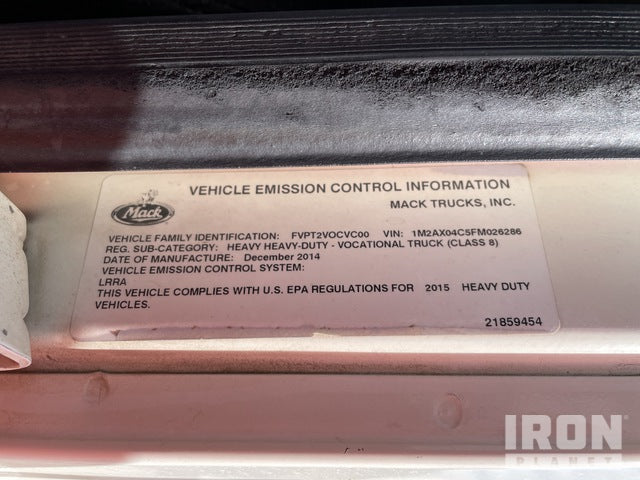 VEHICLE EMISSION CONTROL INFORMATION
Mack
MACK TRUCKS, INC.
VEHICLE FAMILY IDENTIFICATION: FVPT2VOCVC00 VIN: 1M2AX04C5FM026286
REG. SUB-CATEGORY: HEAVY HEAVY-DUTY - VOCATIONAL TRUCK (CLASS 8)
DATE OF MANUFACTURE: December 2014
VEHICLE EMISSION CONTROL SYSTEM:
LRRA
THIS VEHICLE COMPLIES WITH U.S. EPA REGULATIONS FOR 2015 HEAVY DUTY
VEHICLES.
21859454
IRON
PLANET